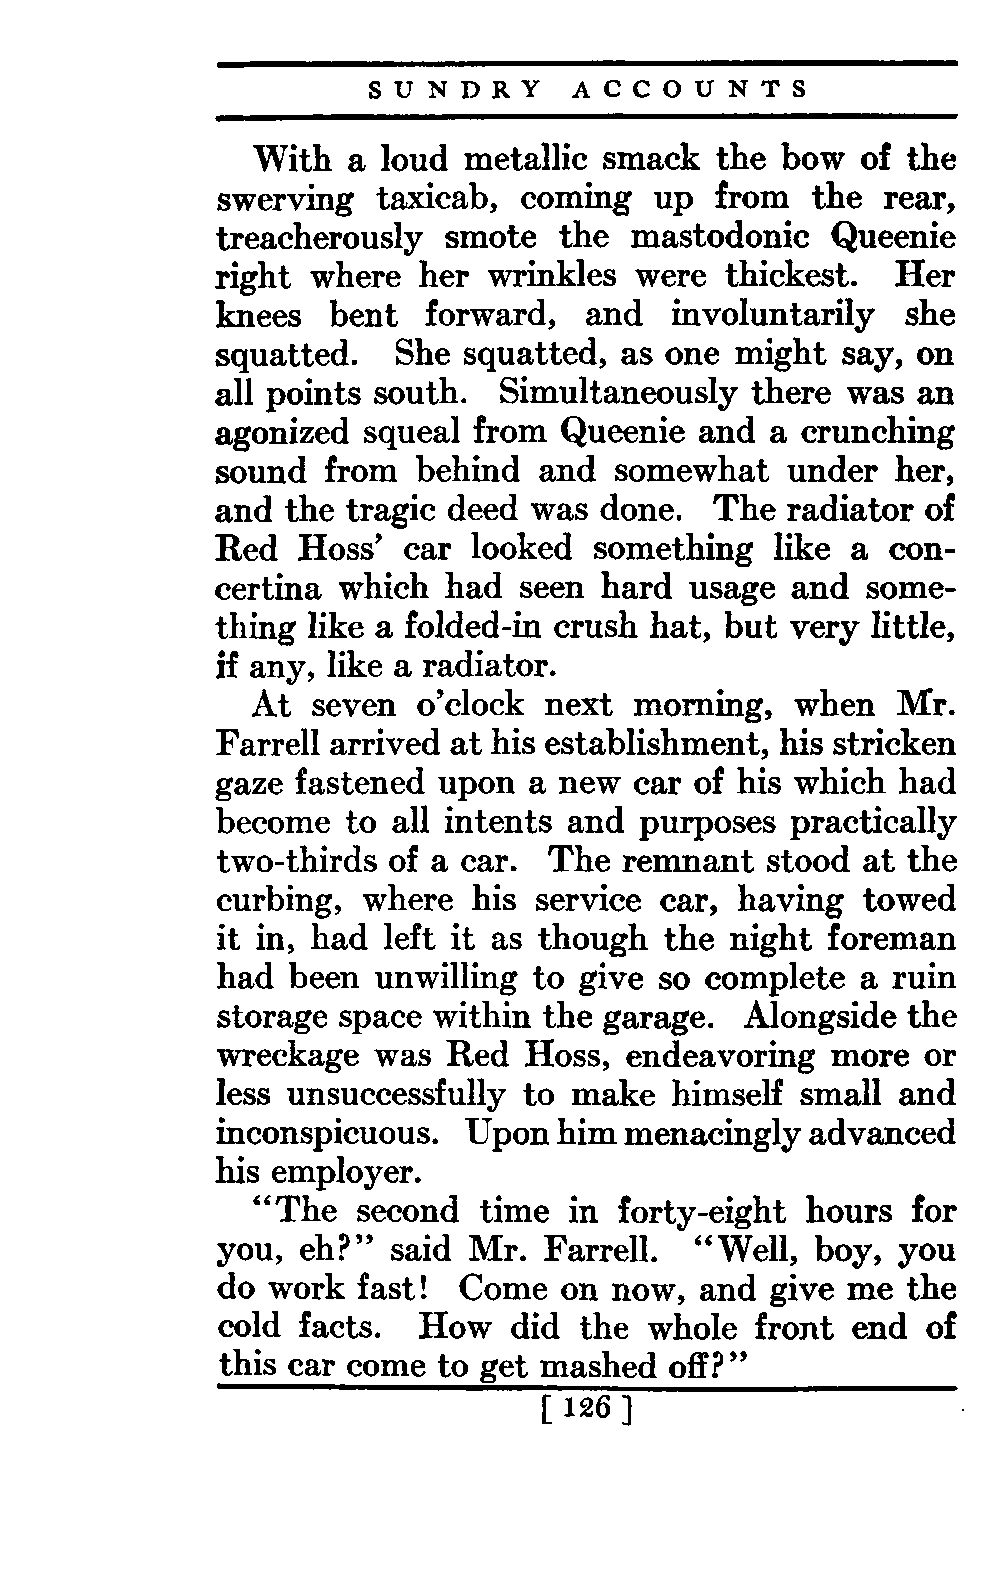 SUNDRY ACCOUNTS
With a loud metallic smack the bow of the
swerving taxicab, coming up from the rear,
treacherously smote the mastodonic Queenie
right where her wrinkles were thickest. Her
knees bent forward, and involuntarily she
squatted. She squatted, as one might say, on
all points south. Simultaneously there was an
agonized squeal from Queenie and a crunching
sound from behind and somewhat under her,
and the tragic deed was done. The radiator of
Red Hoss’ car looked something like a con-
certina which had seen hard usage and some-
thing like a folded-in crush hat, but very little,
if any, like a radiator.
At seven o’clock next morning, when Mr.
Farrell arrived at his establishment, his stricken
gaze fastened upon a new car of his which had
become to all intents and purposes practically
two-thirds of a car. The remnant stood at the
curbing, where his service car, having towed
it in, had left it as though the night foreman
had been unwilling to give so complete a ruin
storage space within the garage. Alongside the
wreckage was Red Hoss, endeavoring more or
less unsuccessfully to make himself small and
inconspicuous. Upon him menacingly advanced
his employer.
“The second time in forty-eight hours for
you, eh?” said Mr. Farrell. “Well, boy, you
do work fast! Come on now, and give me the
cold facts. How did the whole front end of
this car come to get mashed off?”
[ 126 ]